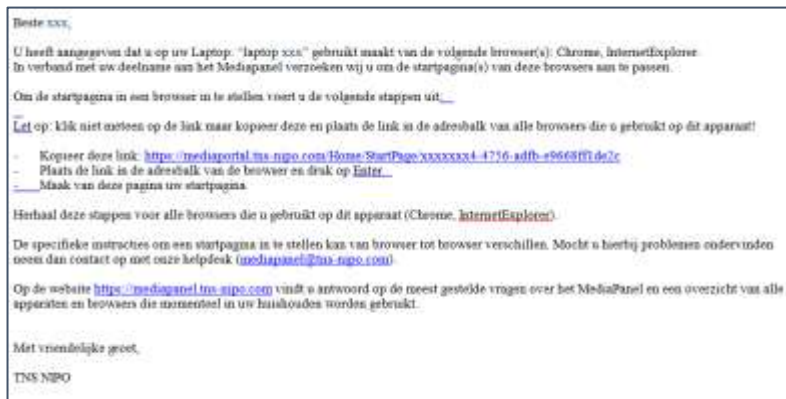 Beste xxx,
U heeft aangegeven dat u op uw Laptop: "laptop xxx" gebruikt maakt van de volgende browser(s): Chrome, InternetExplorer.
In verband met uw deelname aan het Mediapanel verzoeken wij u om de startpagina(s) van deze browsers aan te passen.
Om de startpagina in een browser in te stellen voert u de volgende stappen uit:
Let op: klik niet meteen op de link maar kopieer deze en plaats de link in de adresbalk van alle browsers die u gebruikt op dit apparaat!
- Kopieer deze link: https://mediaportal.tns-nipo.com/Home/StartPage/xxxxxxx4-4756-adfb-e9668ff1de2c
- Plaats de link in de adresbalk van de browser en druk op Enter.
- Maak van deze pagina uw startpagina.
Herhaal deze stappen voor alle browsers die u gebruikt op dit apparaat (Chrome, InternetExplorer).
De specifieke instructies om een startpagina in te stellen kan van browser tot browser verschillen. Mocht u hierbij problemen ondervinden
neem dan contact op met onze helpdesk (mediapanel@tns-nipo.com).
Op de website https://mediapanel.tns-nipo.com vindt u antwoord op de meest gestelde vragen over het MediaPanel en een overzicht van alle
apparaten en browsers die momenteel in uw huishouden worden gebruikt.
Met vriendelijke groet,
TNS NIPO